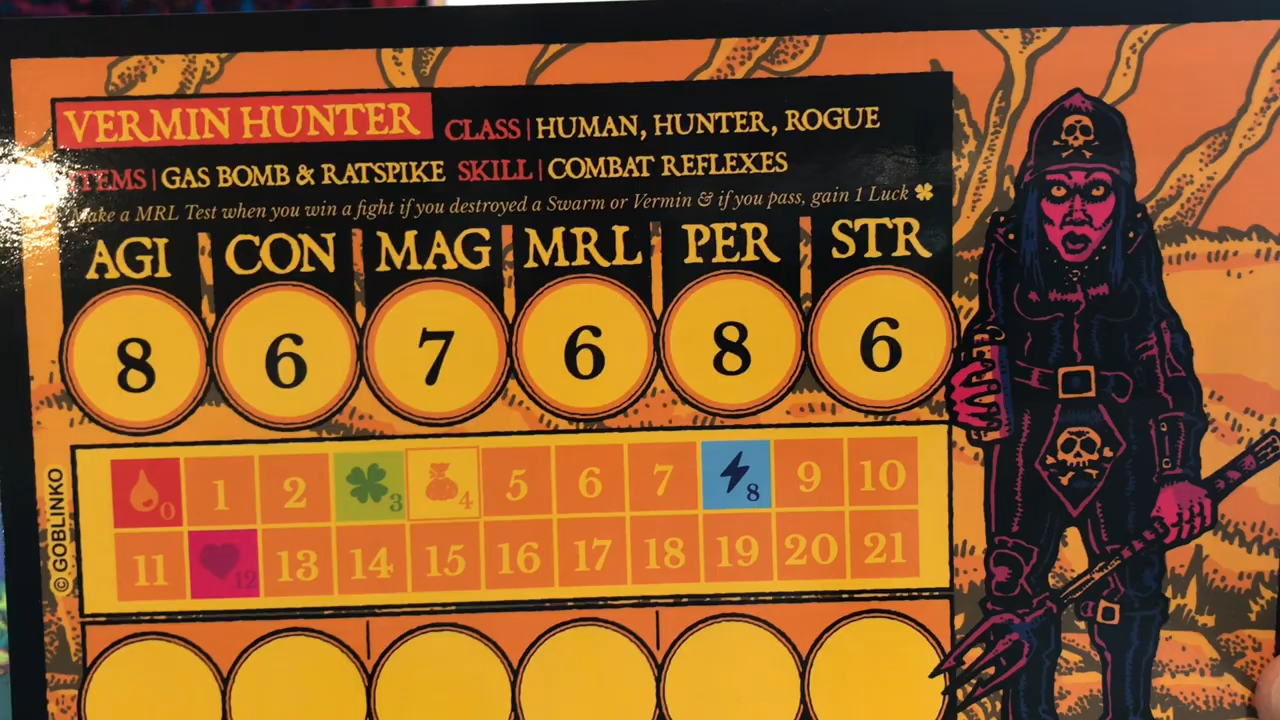 VERMIN HUNTER CLASS | HUMAN, HUNTER, ROGUE
ITEMS | GAS BOMB & RATSPIKE SKILL | COMBAT REFLEXES
Make a MRL Test when you win a fight if you destroyed a Swarm or Vermin & if you pass, gain 1 Luck
AGI CON MAG MRL PER STR
8 6 7 6 8 6
0 1 2 3 4 5 6 7 8 9 10
11 12 13 14 15 16 17 18 19 20 21
© GOBLINKO